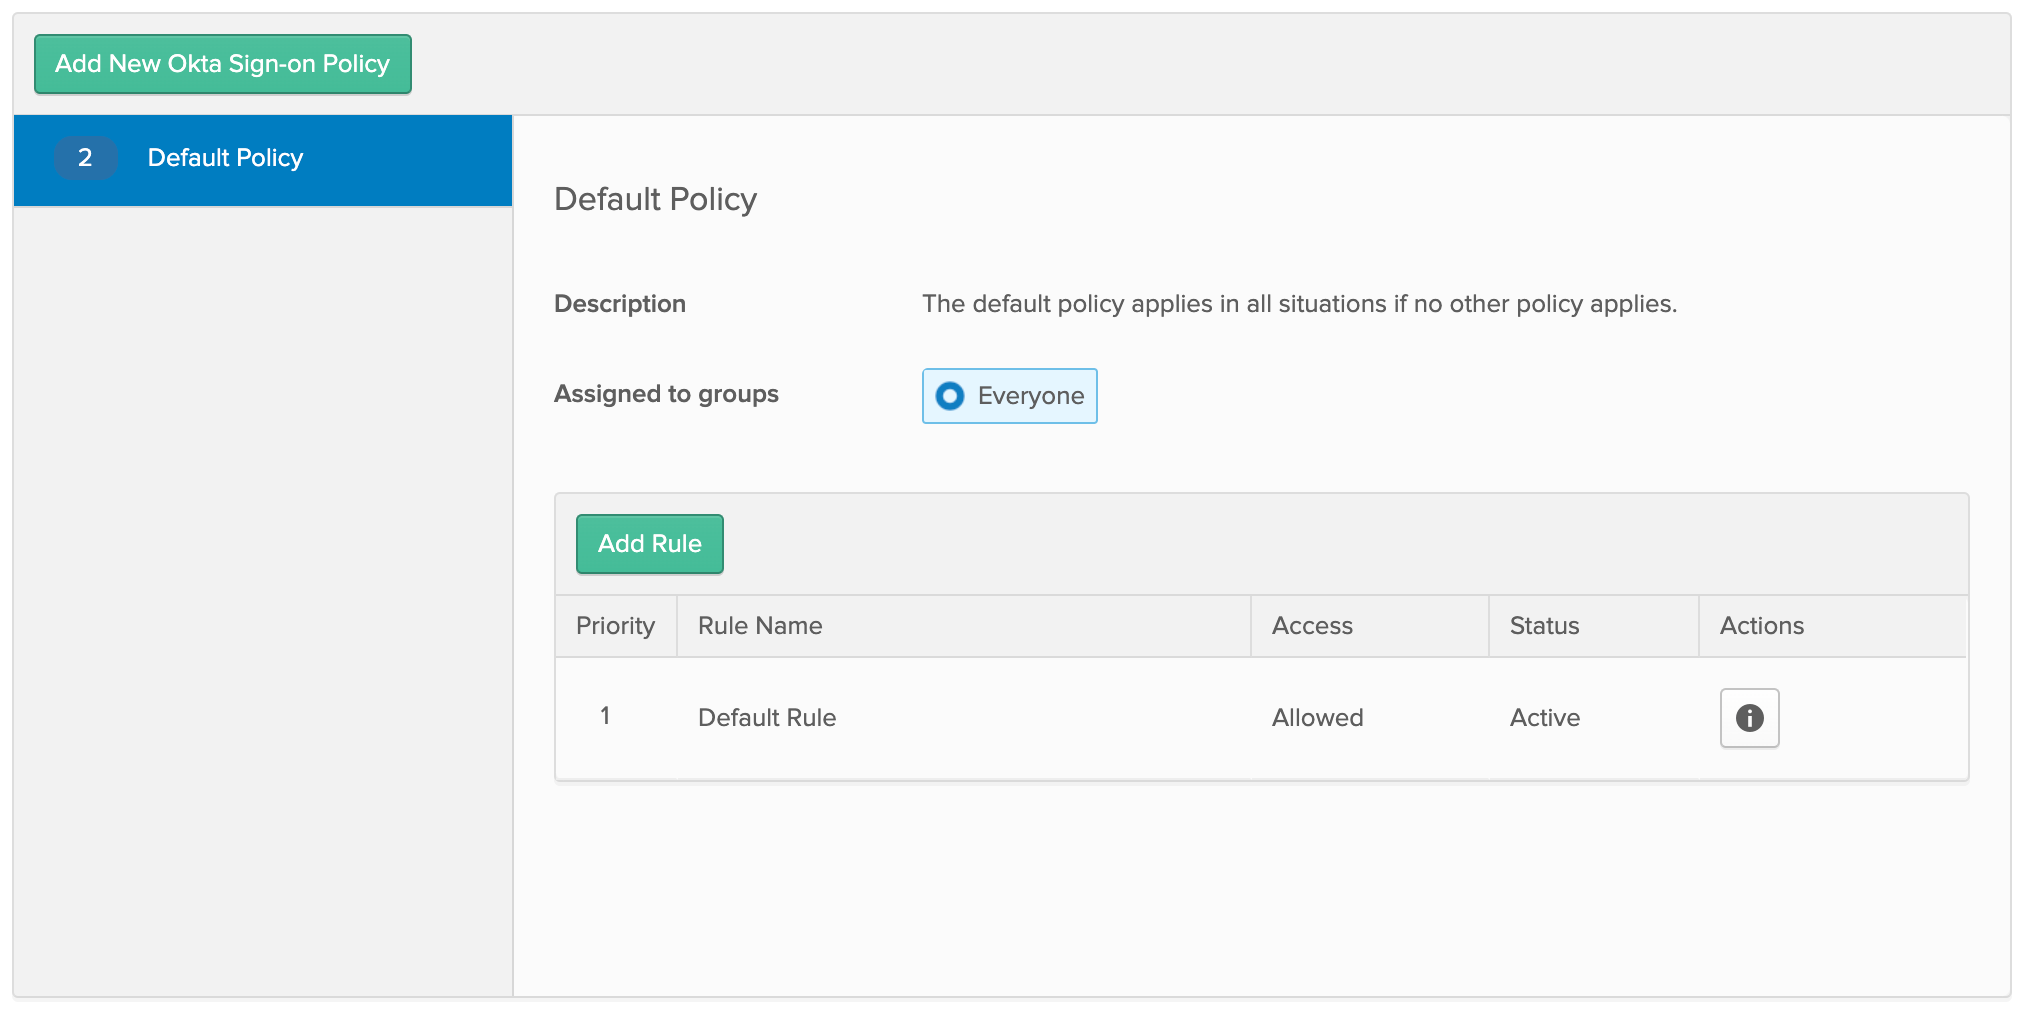 Add New Okta Sign-on Policy
2 Default Policy
Default Policy
Description The default policy applies in all situations if no other policy applies.
Assigned to groups Everyone
Add Rule
Priority Rule Name Access Status Actions
1 Default Rule Allowed Active